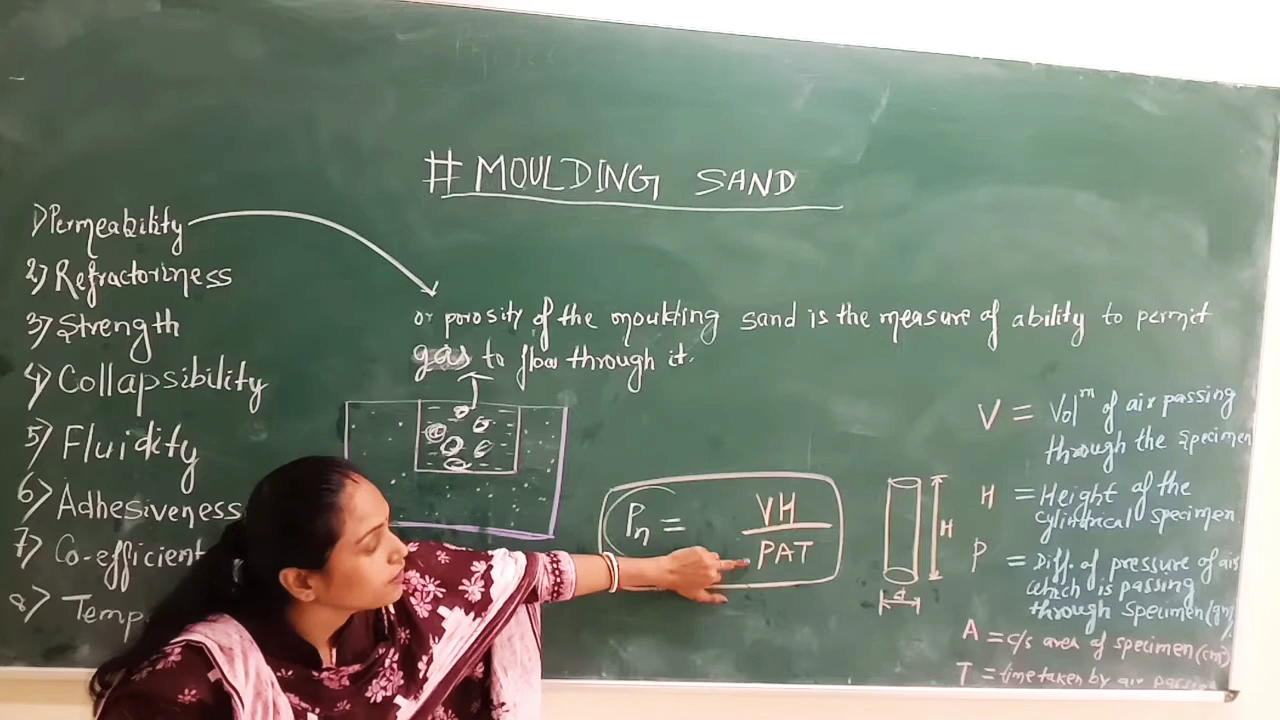 # MOULDING SAND
1) Permeability
2) Refractoriness
3) Strength
4) Collapsibility
5) Fluidity
6) Adhesiveness
7) Co-efficient
8) Temp
or porosity of the moulding sand is the measure of ability to permit
gas to flow through it.
Pn = VH
PAT
H
d
V = Volm of air passing
through the specimen
H = Height of the
cylindrical specimen
P = Diff. of pressure of air
which is passing
through specimen (gm/
A = c/s area of specimen (cm²)
T = time taken by air passing